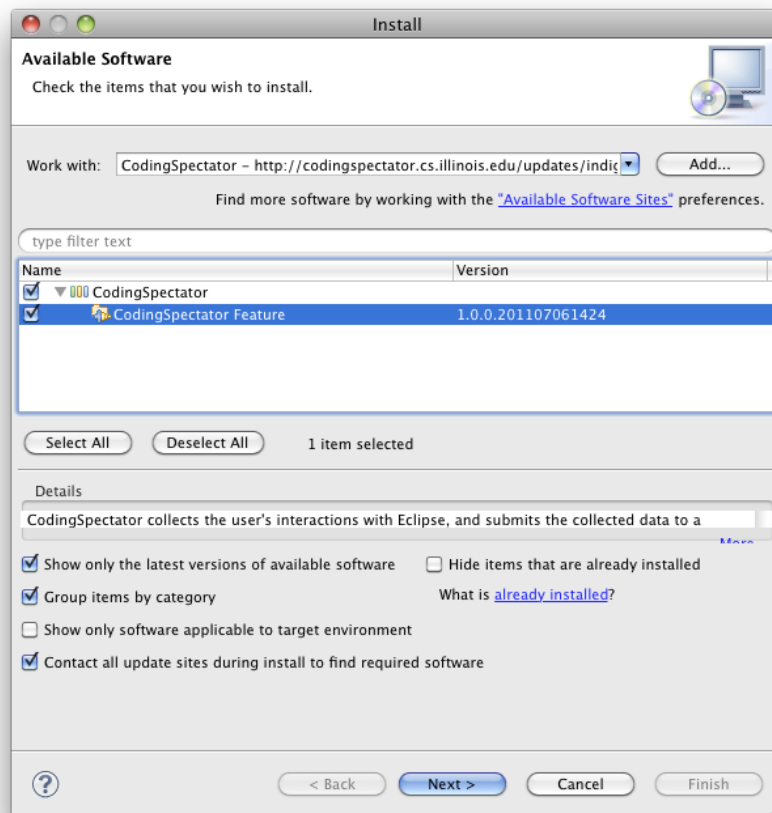 Install
Available Software
Check the items that you wish to install.
Work with: CodingSpectator - http://codingspectator.cs.illinois.edu/updates/indig Add...
Find more software by working with the "Available Software Sites" preferences.
type filter text
Name Version
CodingSpectator
CodingSpectator Feature 1.0.0.201107061424
Select All Deselect All 1 item selected
Details
CodingSpectator collects the user's interactions with Eclipse, and submits the collected data to a
More
Show only the latest versions of available software Hide items that are already installed
Group items by category What is already installed?
Show only software applicable to target environment
Contact all update sites during install to find required software
? < Back Next > Cancel Finish